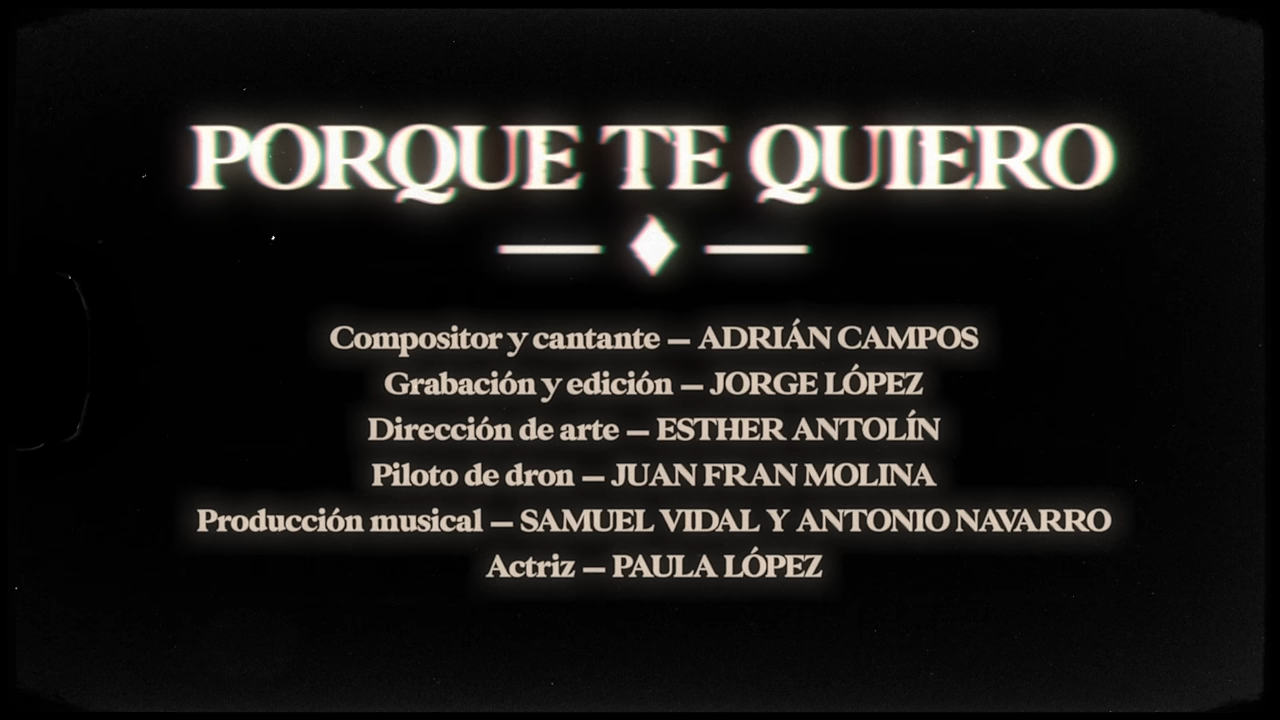 PORQUE TE QUIERO
Compositor y cantante – ADRIÁN CAMPOS
Grabación y edición – JORGE LÓPEZ
Dirección de arte – ESTHER ANTOLÍN
Piloto de dron – JUAN FRAN MOLINA
Producción musical – SAMUEL VIDAL Y ANTONIO NAVARRO
Actriz – PAULA LÓPEZ